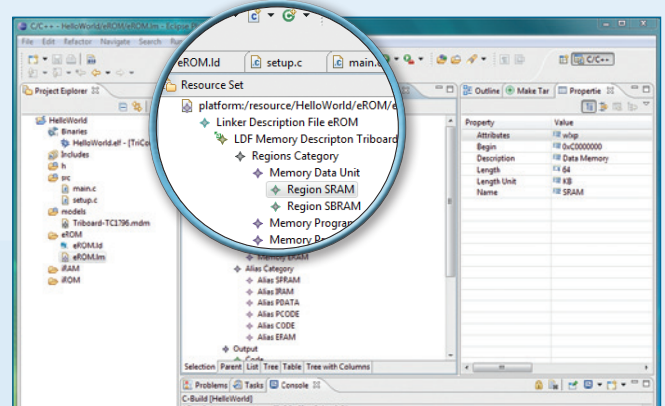 C/C++ - HelloWorld/eROM/eROM.lm - Eclipse
File Edit Refactor Navigate Search
C/C++
eROM.ld
setup.c
main.
Resource Set
platform:/resource/HelloWorld/eROM/e
Linker Description File eROM
LDF Memory Descripton Triboard
Regions Category
Memory Data Unit
Region SRAM
Region SBRAM
Memory Program
Memory
Project Explorer
HelloWorld
Binaries
HelloWorld.elf - [TriCo
Includes
h
src
main.c
setup.c
models
Triboard-TC1796.mdm
eROM
eROM.ld
eROM.lm
iRAM
iROM
Memory ERAM
Alias Category
Alias SPRAM
Alias IRAM
Alias PDATA
Alias PCODE
Alias CODE
Alias ERAM
Output
Code
Selection Parent List Tree Table Tree with Columns
Outline Make Tar Propertie
Property Value
Attributes w!xp
Begin 0xC0000000
Description Data Memory
Length 64
Length Unit KB
Name SRAM
Problems Tasks Console
C-Build [HelloWorld]